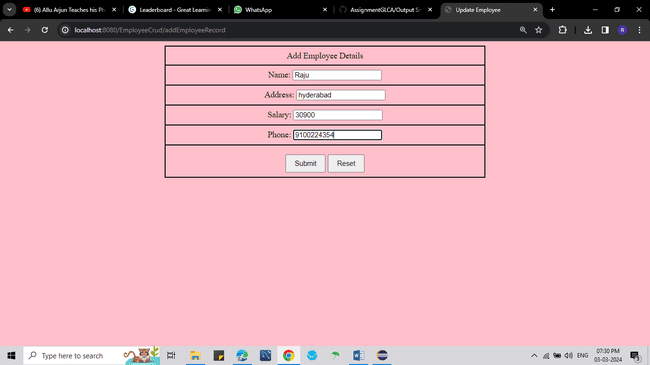 (6) Allu Arjun Teaches his Ph
Leaderboard - Great Learnin
WhatsApp
AssignmentGLCA/Output Sn
Update Employee
localhost:8080/EmployeeCrud/addEmployeeRecord
R
Add Employee Details
Name: Raju
Address: hyderabad
Salary: 30900
Phone: 9100224354
Submit Reset
Type here to search
ENG
07:30 PM
03-03-2024